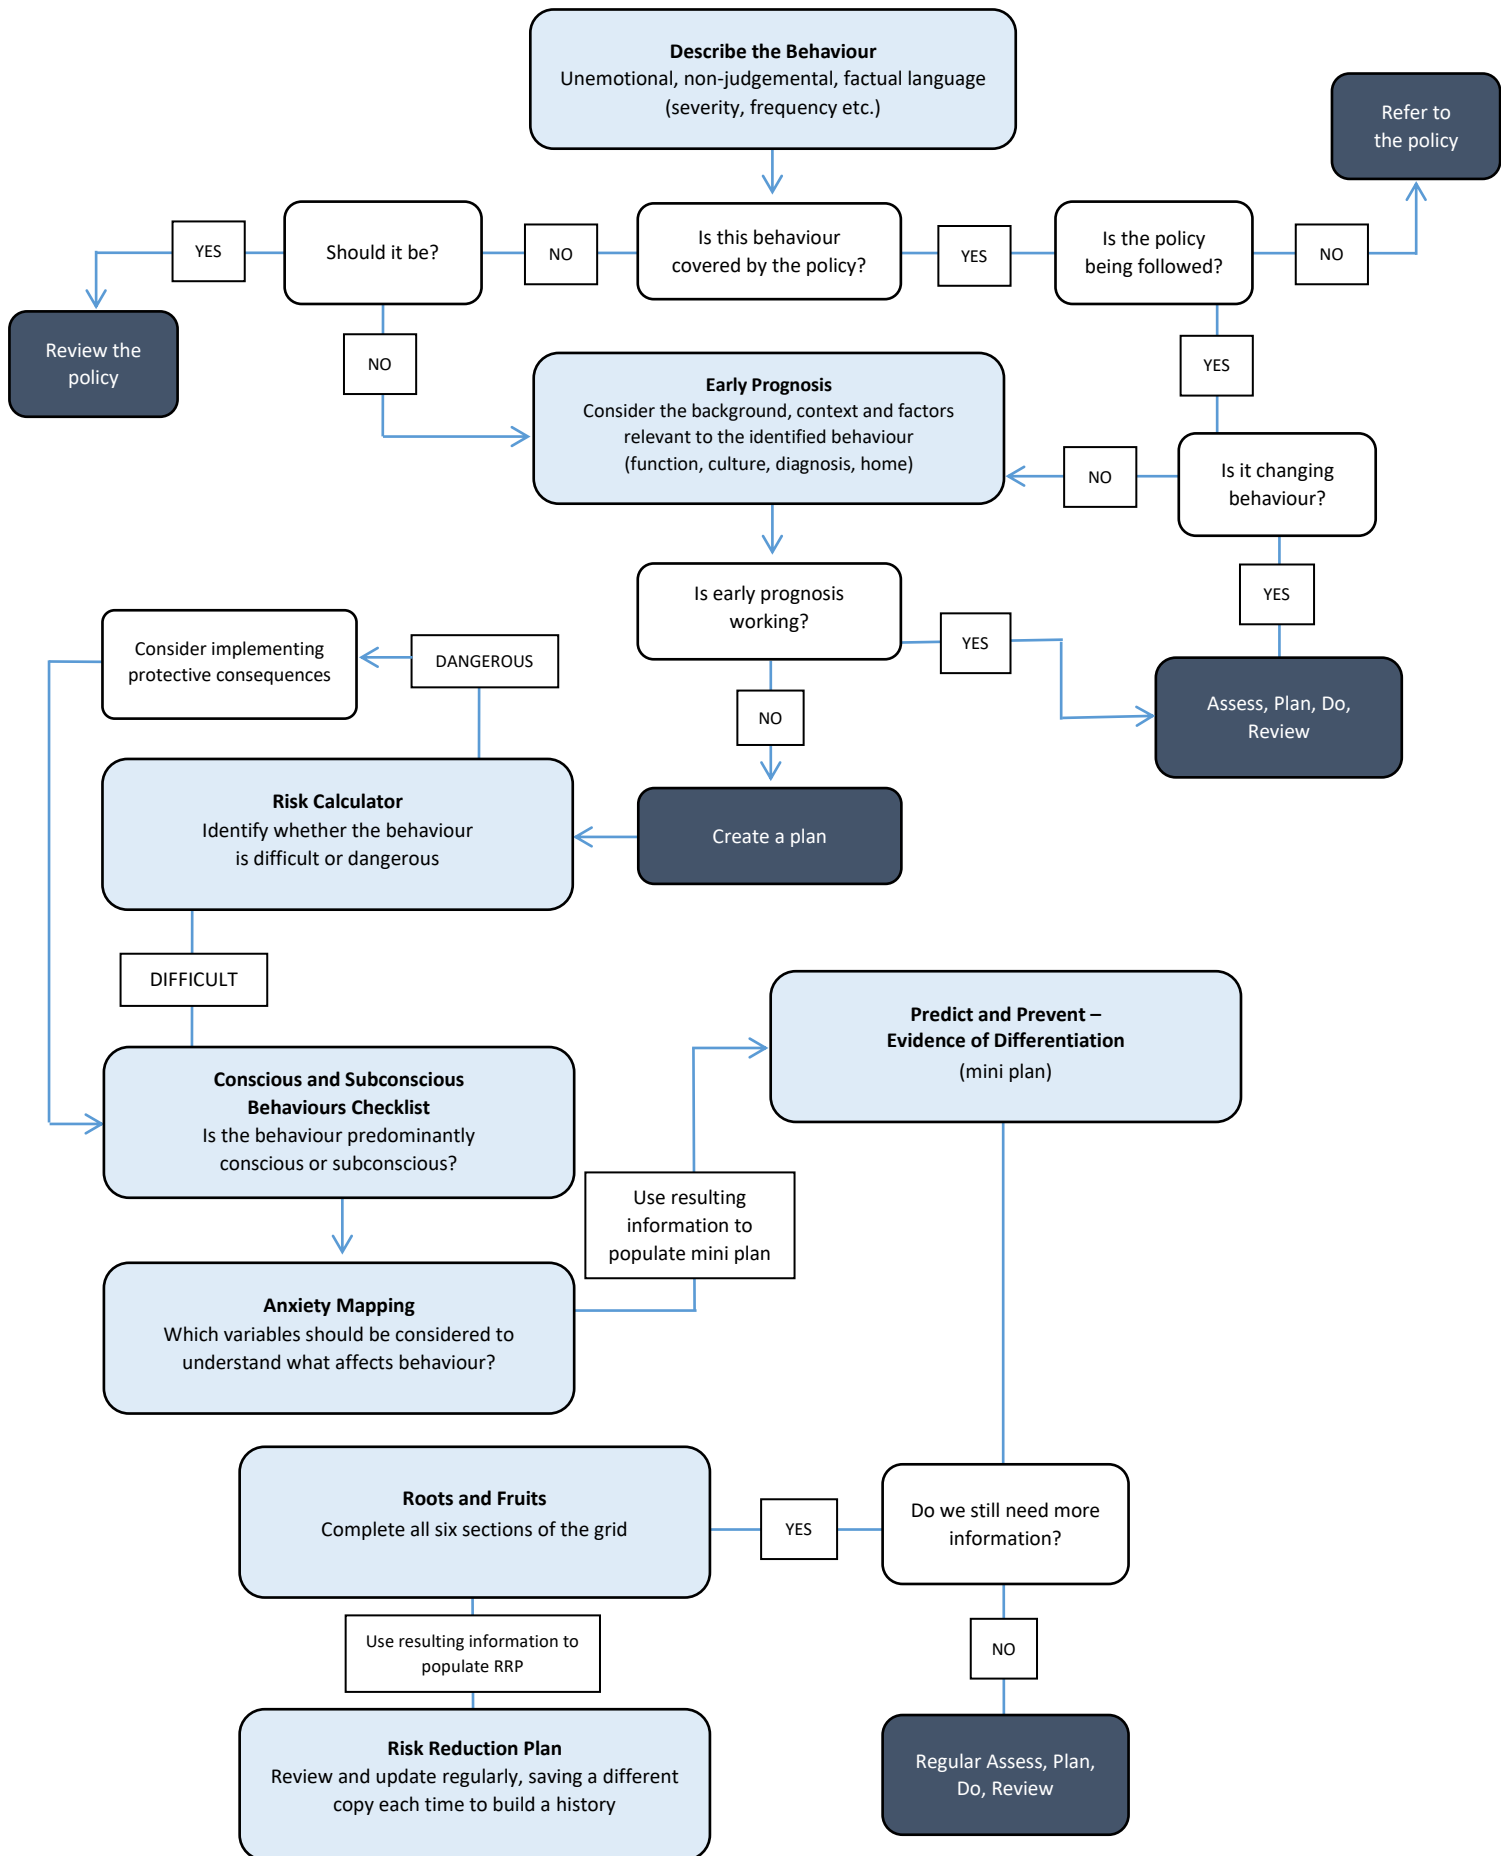 Describe the Behaviour
Unemotional, non-judgemental, factual language
(severity, frequency etc.)
Refer to
the policy
YES
Should it be?
NO
Is this behaviour
covered by the policy?
YES
Is the policy
being followed?
NO
Review the
policy
NO
Early Prognosis
Consider the background, context and factors
relevant to the identified behaviour
(function, culture, diagnosis, home)
YES
NO
Is it changing
behaviour?
Is early prognosis
working?
YES
YES
Consider implementing
protective consequences
DANGEROUS
NO
Assess, Plan, Do,
Review
Risk Calculator
Identify whether the behaviour
is difficult or dangerous
Create a plan
DIFFICULT
Predict and Prevent –
Evidence of Differentiation
(mini plan)
Conscious and Subconscious
Behaviours Checklist
Is the behaviour predominantly
conscious or subconscious?
Use resulting
information to
populate mini plan
Anxiety Mapping
Which variables should be considered to
understand what affects behaviour?
Roots and Fruits
Complete all six sections of the grid
YES
Do we still need more
information?
Use resulting information to
populate RRP
NO
Risk Reduction Plan
Review and update regularly, saving a different
copy each time to build a history
Regular Assess, Plan,
Do, Review